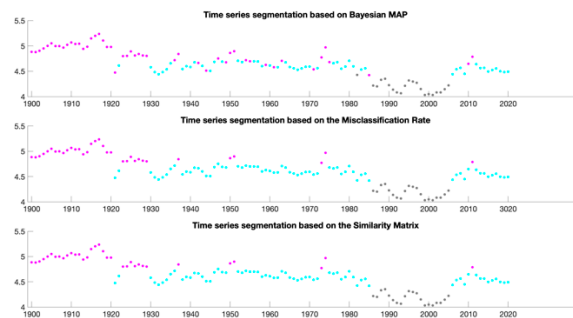 Time series segmentation based on Bayesian MAP
5.5
5
4.5
4
1900 1910 1920 1930 1940 1950 1960 1970 1980 1990 2000 2010 2020
Time series segmentation based on the Misclassification Rate
5.5
5
4.5
4
1900 1910 1920 1930 1940 1950 1960 1970 1980 1990 2000 2010 3020
Time series segmentation based on the Similarity Matrix
5.5
5
4.5
4
1900 1910 1920 1930 1940 1950 1960 1970 1980 1990 2000 2010 3020